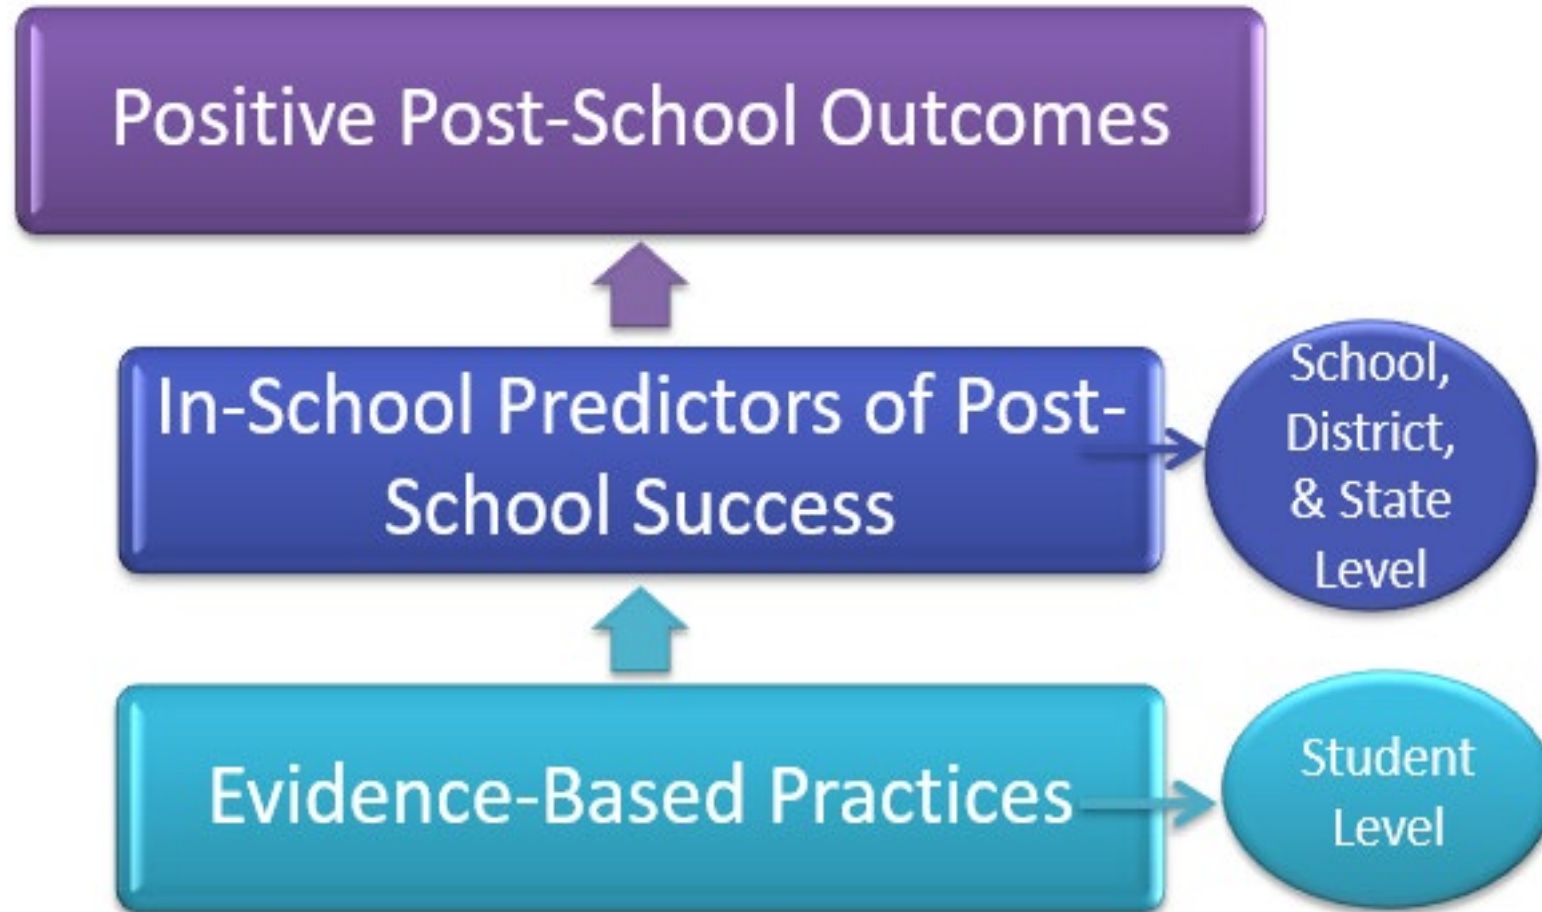 Positive Post-School Outcomes
In-School Predictors of Post-
School Success
School,
District,
& State
Level
Evidence-Based Practices
Student
Level